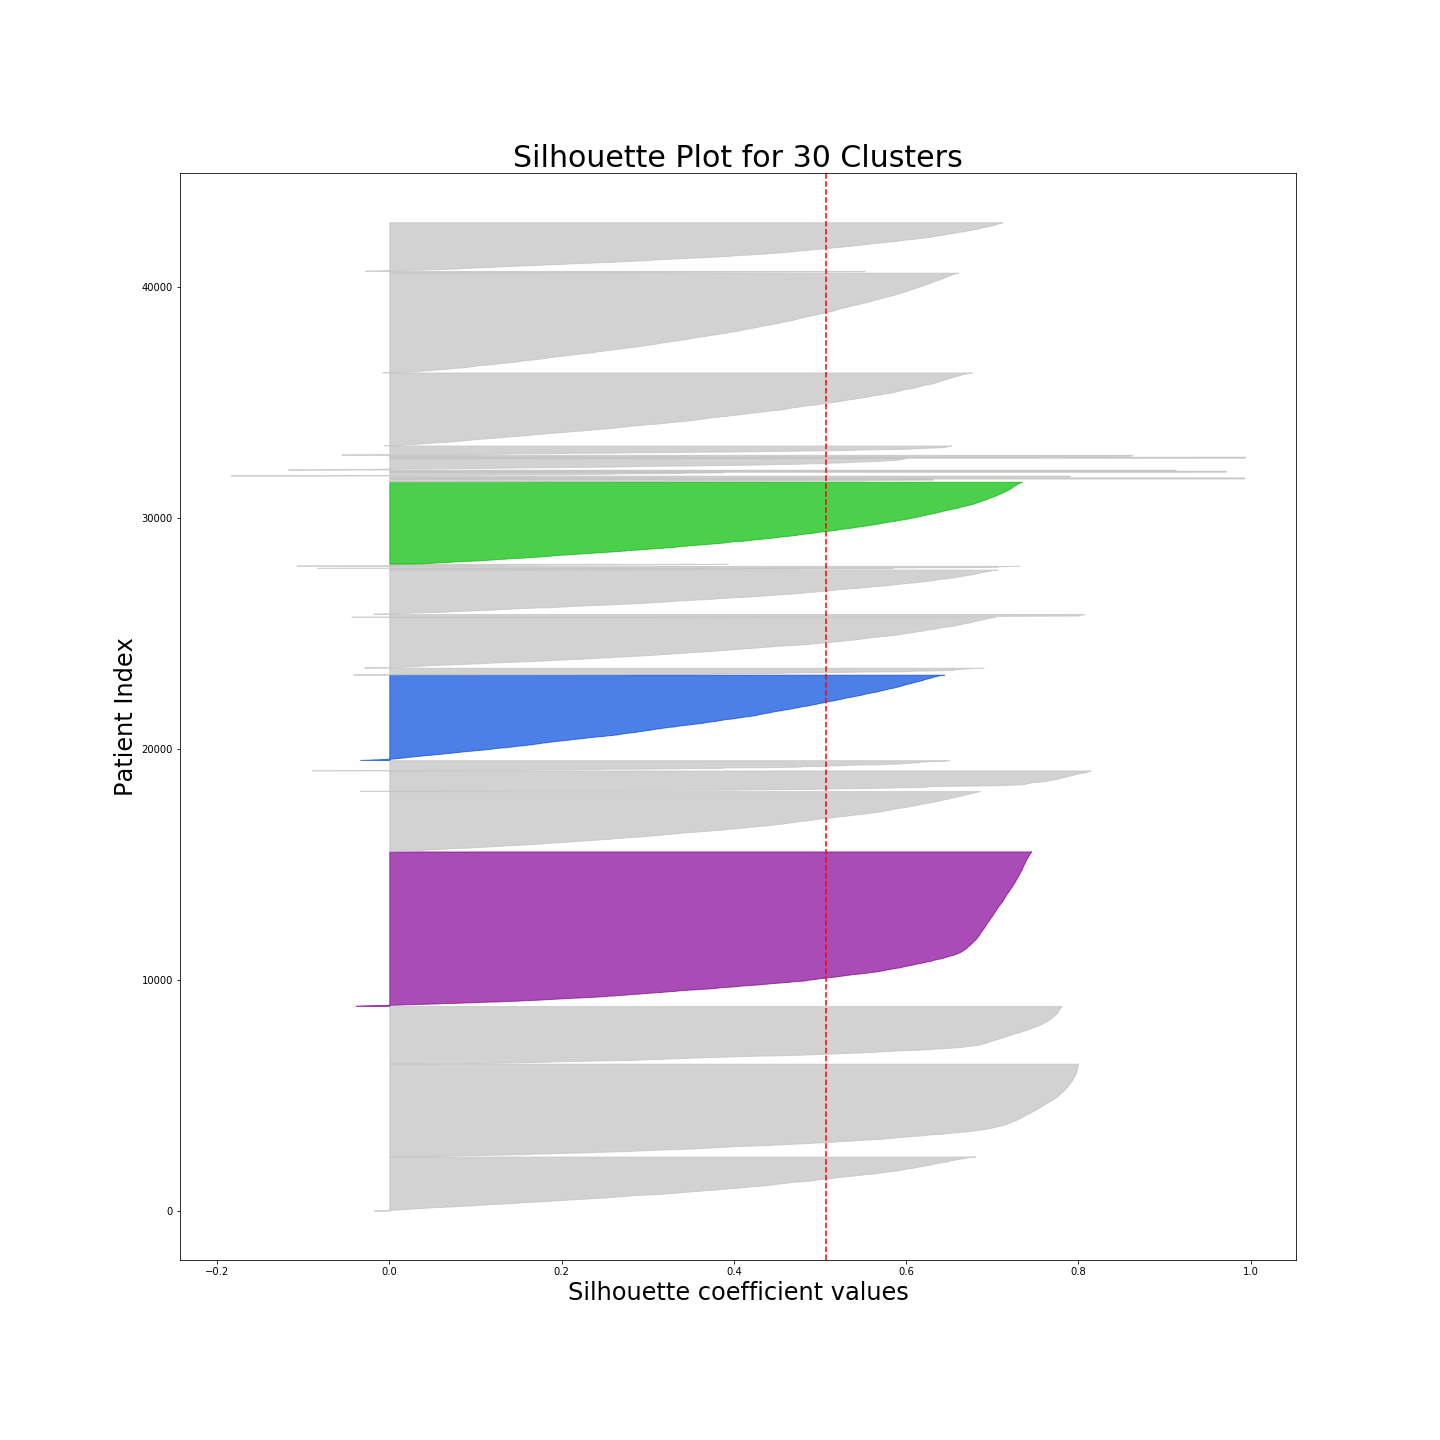 Silhouette Plot for 30 Clusters
Patient Index
40000
30000
20000
10000
0
−0.2 0.0 0.2 0.4 0.6 0.8 1.0
Silhouette coefficient values